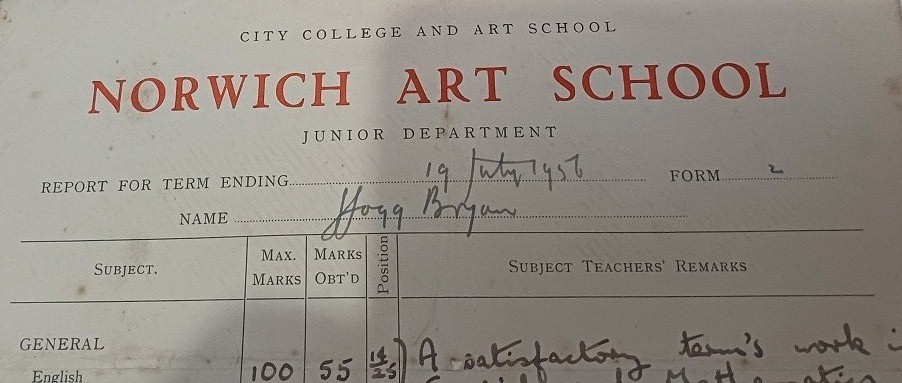 CITY COLLEGE AND ART SCHOOL
NORWICH ART SCHOOL
JUNIOR DEPARTMENT
REPORT FOR TERM ENDING 19 July 1956 FORM 2
NAME Hogg Bryan
SUBJECT. MAX. MARKS MARKS OBT'D Position SUBJECT TEACHERS' REMARKS
GENERAL
English 100 55 14/25 A satisfactory term's work